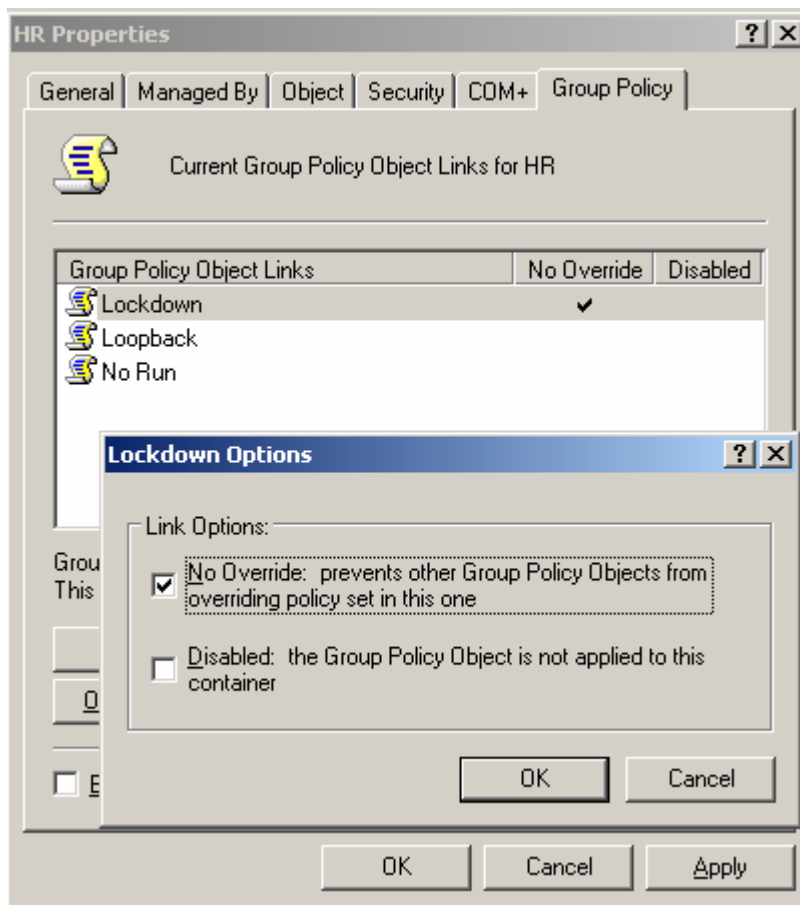 HR Properties
General Managed By Object Security COM+ Group Policy
Current Group Policy Object Links for HR
Group Policy Object Links No Override Disabled
Lockdown
Loopback
No Run
Lockdown Options
Link Options:
No Override: prevents other Group Policy Objects from
overriding policy set in this one
Disabled: the Group Policy Object is not applied to this
container
OK Cancel
This
OK Cancel Apply